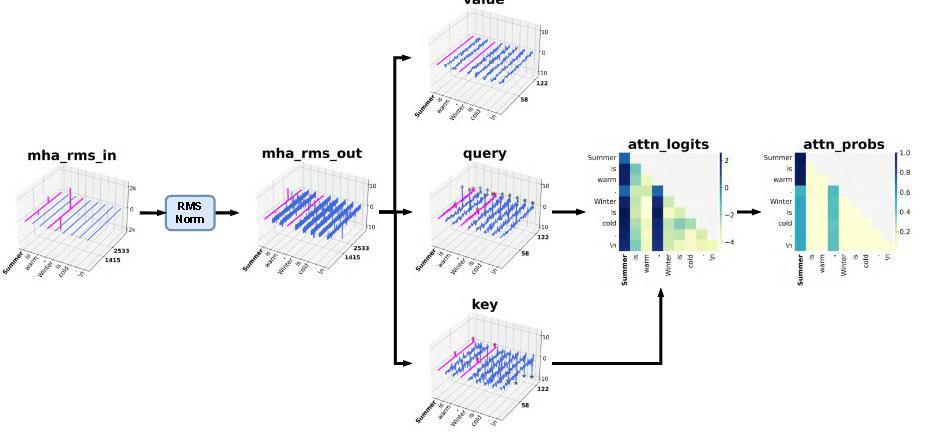 value
10
0
10
122
58
Summer
is
warm
.
Winter
is
cold
.
\n
mha_rms_in
2k
0
2k
2533
1415
Summer
is
warm
.
Winter
is
cold
.
\n
RMS
Norm
mha_rms_out
10
0
10
2533
1415
Summer
is
warm
.
Winter
is
cold
.
\n
query
10
0
10
122
58
Summer
is
warm
.
Winter
is
cold
.
\n
attn_logits
Summer
is
warm
.
Winter
is
cold
.
\n
2
0
−2
−4
Summer
is
warm
.
Winter
is
cold
.
\n
attn_probs
Summer
is
warm
.
Winter
is
cold
.
\n
1.0
0.8
0.6
0.4
0.2
Summer
is
warm
.
Winter
is
cold
.
\n
key
10
0
10
122
58
Summer
is
warm
.
Winter
is
cold
.
\n